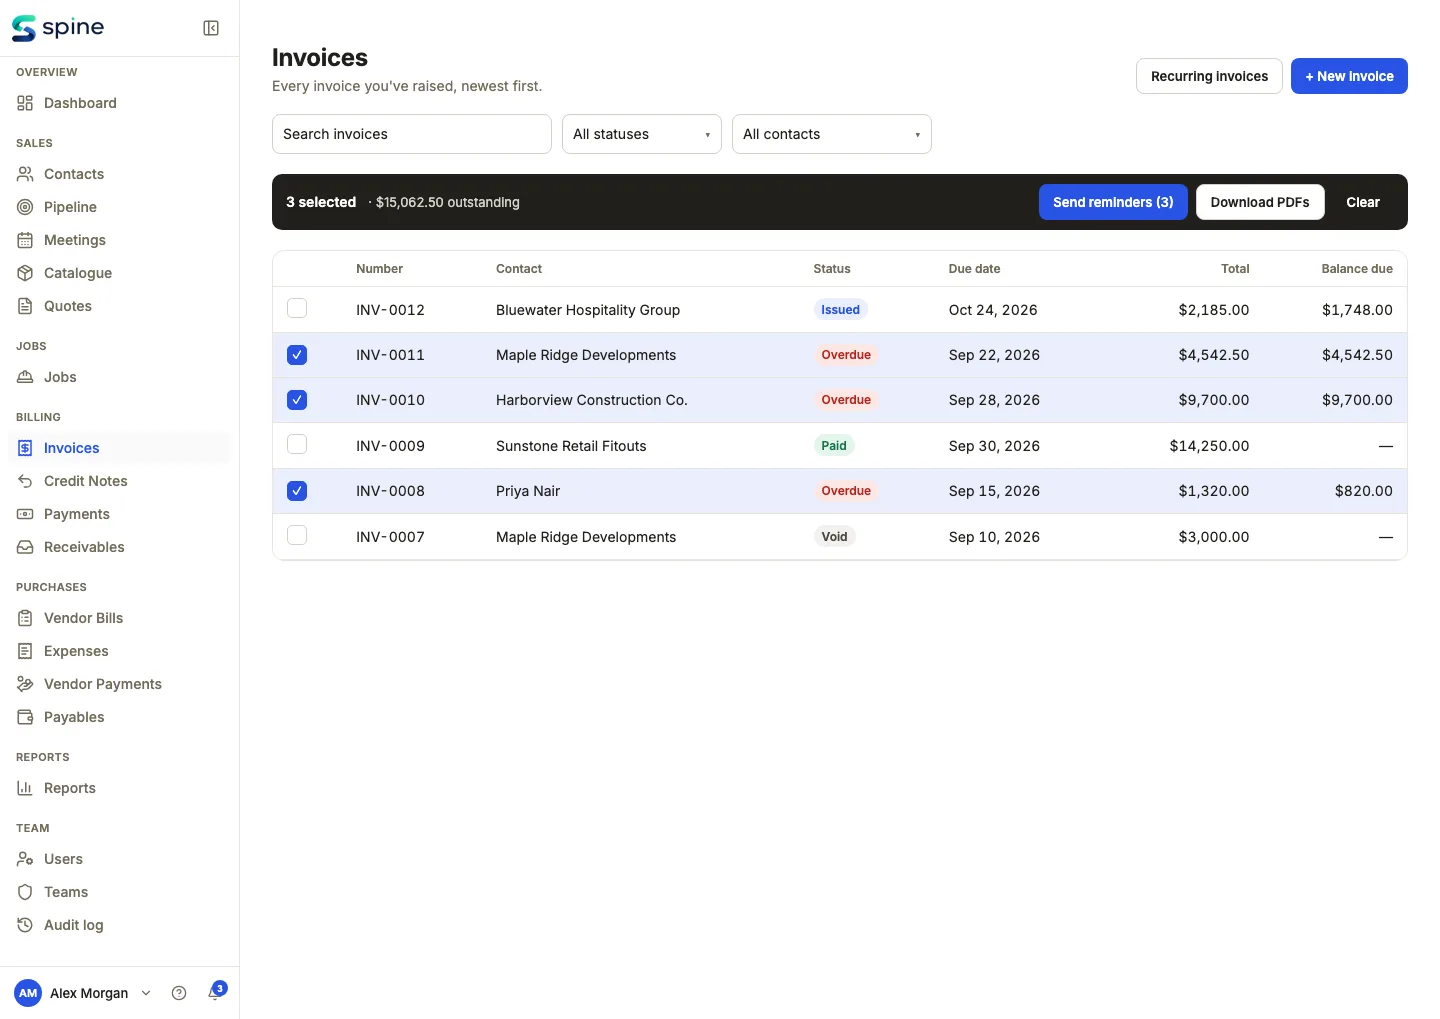 spine
OVERVIEW
Dashboard
SALES
Contacts
Pipeline
Meetings
Catalogue
Quotes
JOBS
Jobs
BILLING
Invoices
Credit Notes
Payments
Receivables
PURCHASES
Vendor Bills
Expenses
Vendor Payments
Payables
REPORTS
Reports
TEAM
Users
Teams
Audit log
AM Alex Morgan 3
Invoices
Every invoice you've raised, newest first.
Recurring invoices + New invoice
Search invoices All statuses All contacts
3 selected · $15,062.50 outstanding Send reminders (3) Download PDFs Clear
Number Contact Status Due date Total Balance due
INV-0012 Bluewater Hospitality Group Issued Oct 24, 2026 $2,185.00 $1,748.00
INV-0011 Maple Ridge Developments Overdue Sep 22, 2026 $4,542.50 $4,542.50
INV-0010 Harborview Construction Co. Overdue Sep 28, 2026 $9,700.00 $9,700.00
INV-0009 Sunstone Retail Fitouts Paid Sep 30, 2026 $14,250.00 —
INV-0008 Priya Nair Overdue Sep 15, 2026 $1,320.00 $820.00
INV-0007 Maple Ridge Developments Void Sep 10, 2026 $3,000.00 —